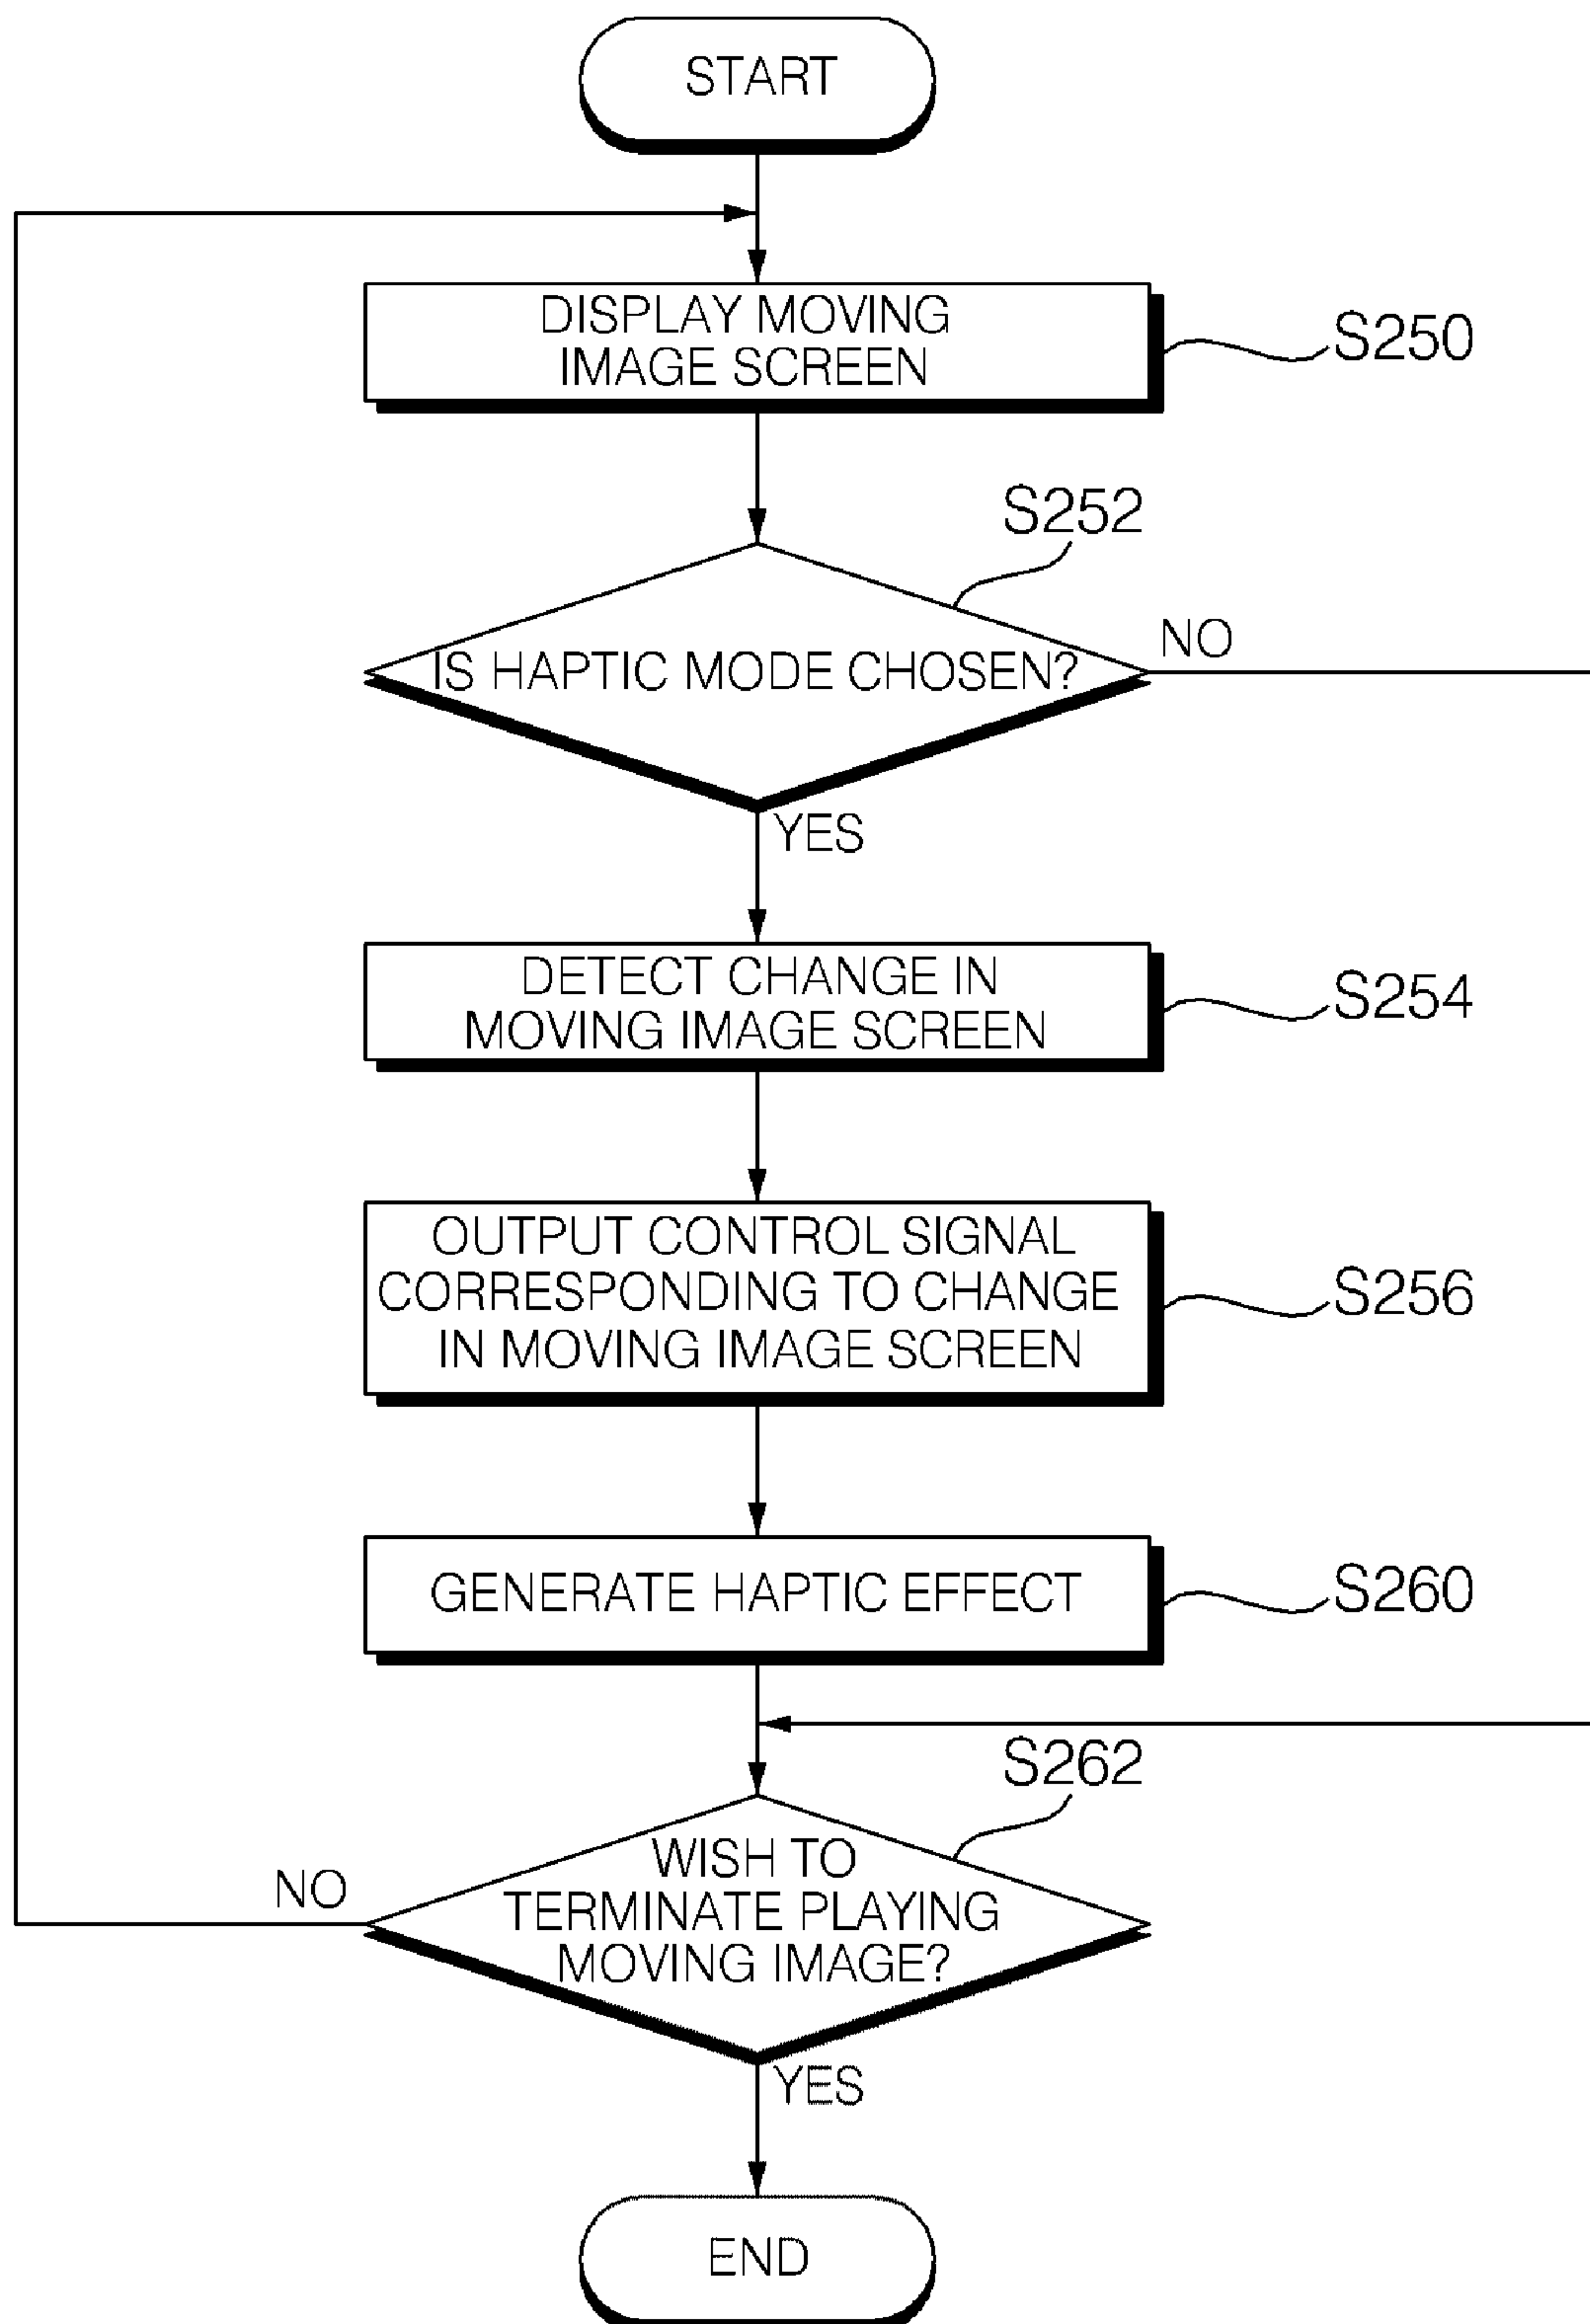 START
DISPLAY MOVING
IMAGE SCREEN
S250
S252
IS HAPTIC MODE CHOSEN?
NO
YES
DETECT CHANGE IN
MOVING IMAGE SCREEN
S254
OUTPUT CONTROL SIGNAL
CORRESPONDING TO CHANGE
IN MOVING IMAGE SCREEN
S256
GENERATE HAPTIC EFFECT
S260
S262
WISH TO
TERMINATE PLAYING
MOVING IMAGE?
NO
YES
END